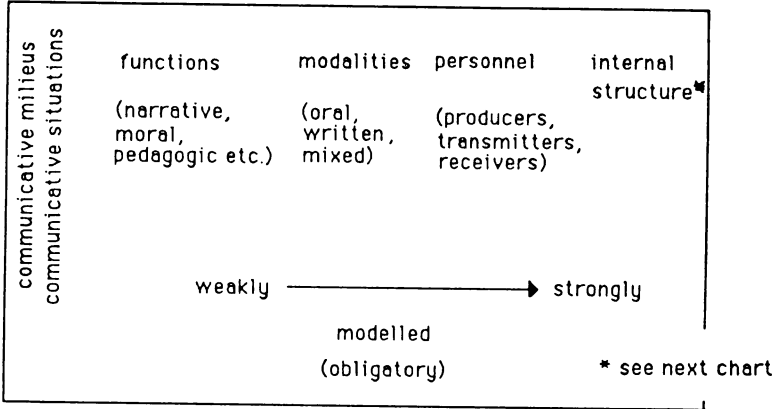 communicative milieus
communicative situations
functions
(narrative,
moral,
pedagogic etc.)
modalities
(oral,
written,
mixed)
personnel
(producers,
transmitters,
receivers)
internal
structure*
weakly
strongly
modelled
(obligatory)
* see next chart